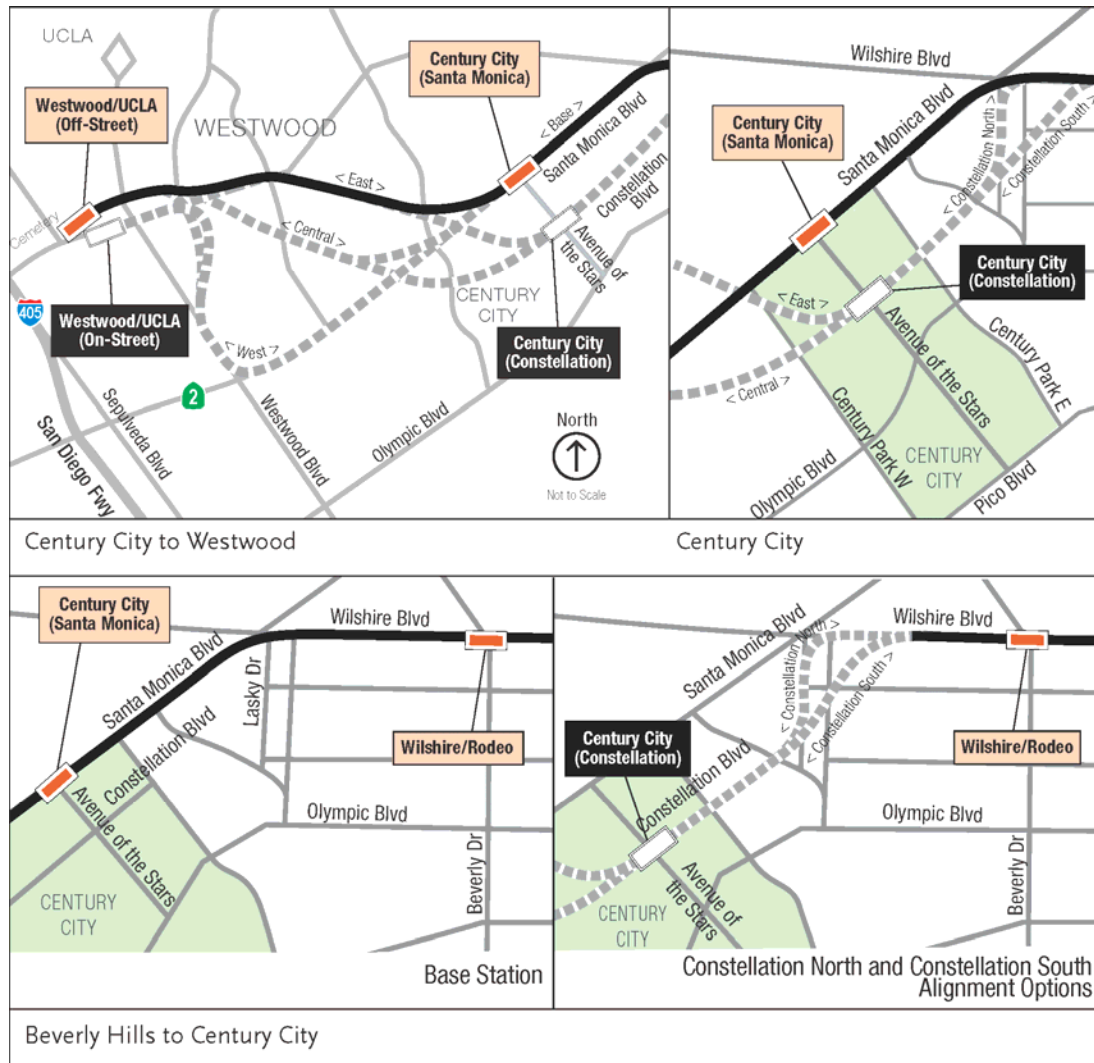 UCLA
Westwood/UCLA
(Off-Street)
WESTWOOD
Century City
(Santa Monica)
< Base >
Santa Monica Blvd
< East >
Constellation
Blvd
Cemetery
< Central >
Avenue of
the Stars
405
Westwood/UCLA
(On-Street)
CENTURY
CITY
Century City
(Constellation)
< West >
2
Sepulveda Blvd
San Diego Fwy
Westwood Blvd
Olympic Blvd
North
Not to Scale
Century City to Westwood
Wilshire Blvd
Century City
(Santa Monica)
Santa Monica Blvd
< Constellation North >
< Constellation South >
Century City
(Constellation)
< East >
< Central >
Avenue of the Stars
Century Park E
Century Park W
Olympic Blvd
CENTURY
CITY
Pico Blvd
Century City
Century City
(Santa Monica)
Wilshire Blvd
Santa Monica Blvd
Lasky Dr
Constellation Blvd
Wilshire/Rodeo
Avenue of the Stars
Olympic Blvd
Beverly Dr
CENTURY
CITY
Base Station
Wilshire Blvd
Santa Monica Blvd
< Constellation North >
< Constellation South >
Century City
(Constellation)
Wilshire/Rodeo
Constellation Blvd
Olympic Blvd
Avenue of
the Stars
Beverly Dr
CENTURY
CITY
Constellation North and Constellation South
Alignment Options
Beverly Hills to Century City